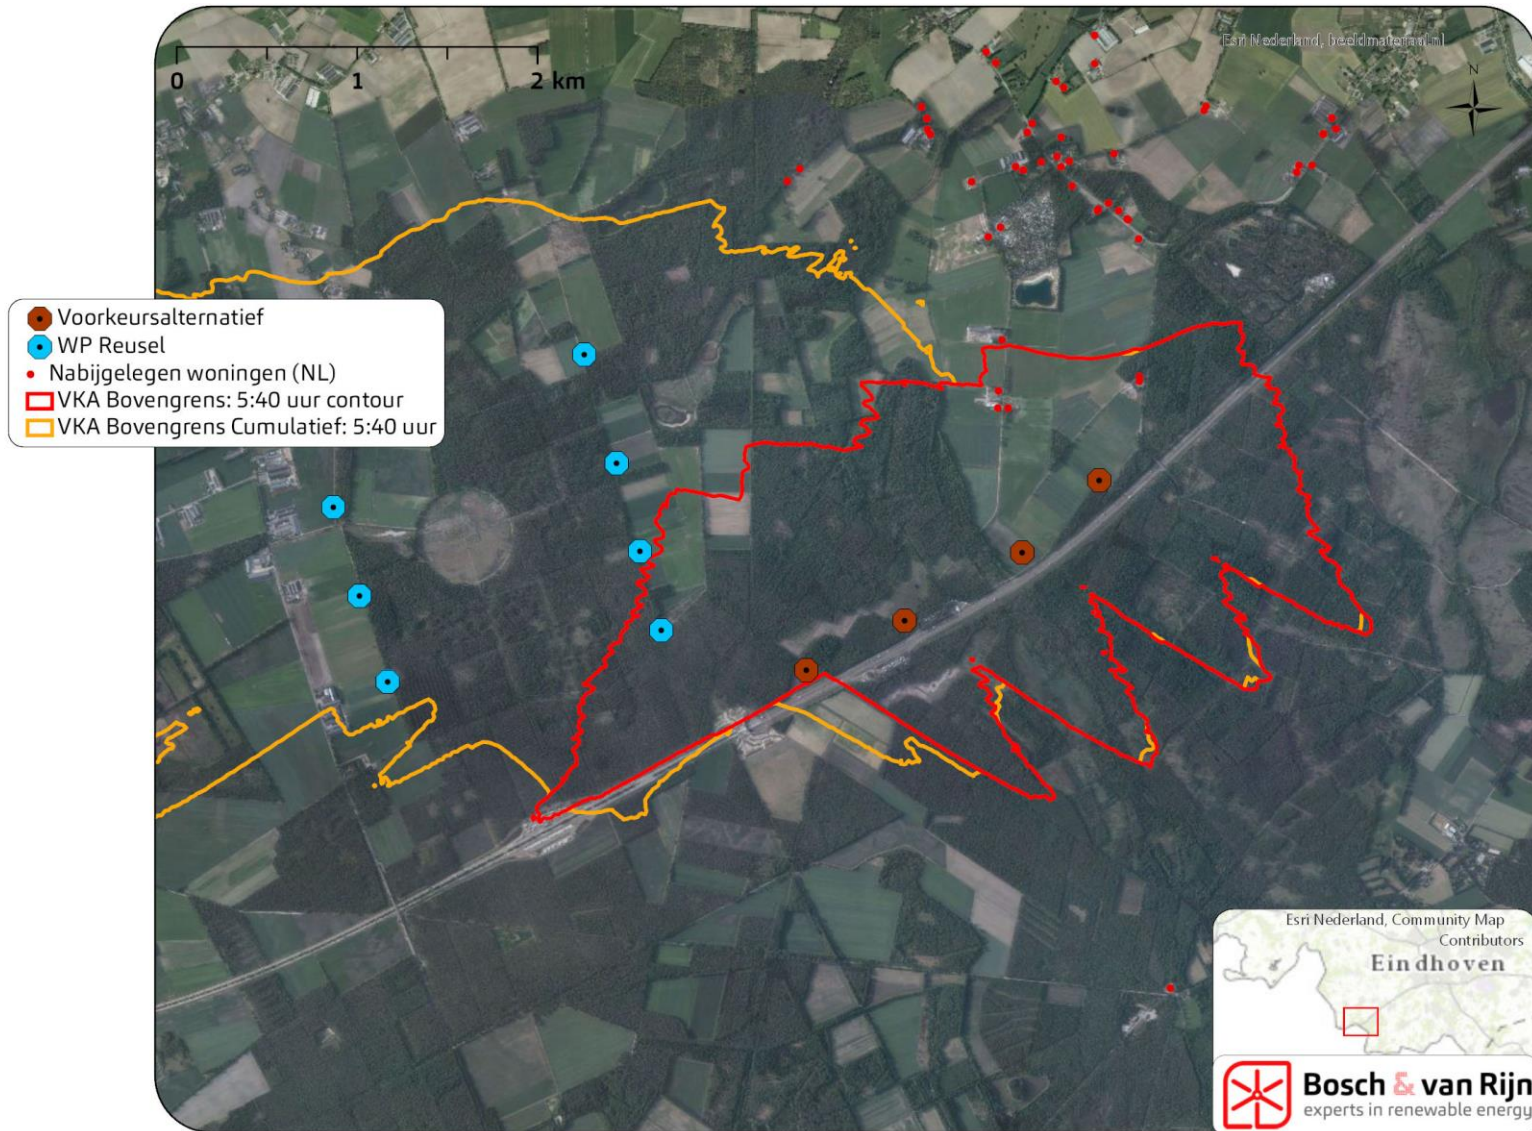 Esri Nederland, beeldmateriaal.nl
0 1 2 km
N
Voorkeursalternatief
WP Reusel
Nabijgelegen woningen (NL)
VKA Bovengrens: 5:40 uur contour
VKA Bovengrens Cumulatief: 5:40 uur
Esri Nederland, Community Map
Contributors
Eindhoven
Bosch & van Rijn
experts in renewable energy